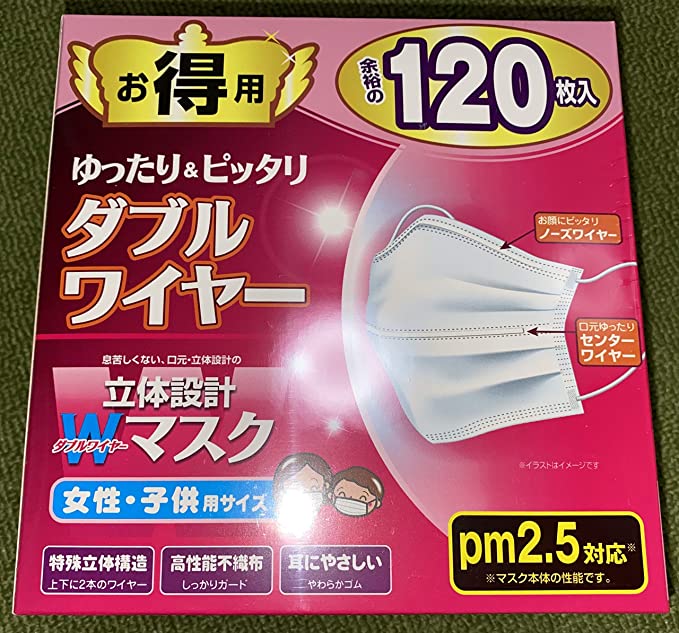 お得用
余裕の120枚入
ゆったり&ピッタリ
ダブル
ワイヤー
お顔にピッタリ
ノーズワイヤー
口元ゆったり
センター
ワイヤー
息苦しくない、口元・立体設計の
立体設計
Wマスク
ダブルワイヤー
※イラストはイメージです
女性・子供用サイズ
特殊立体構造
上下に2本のワイヤー
高性能不織布
しっかりガード
耳にやさしい
やわらかゴム
pm2.5対応※
※マスク本体の性能です。